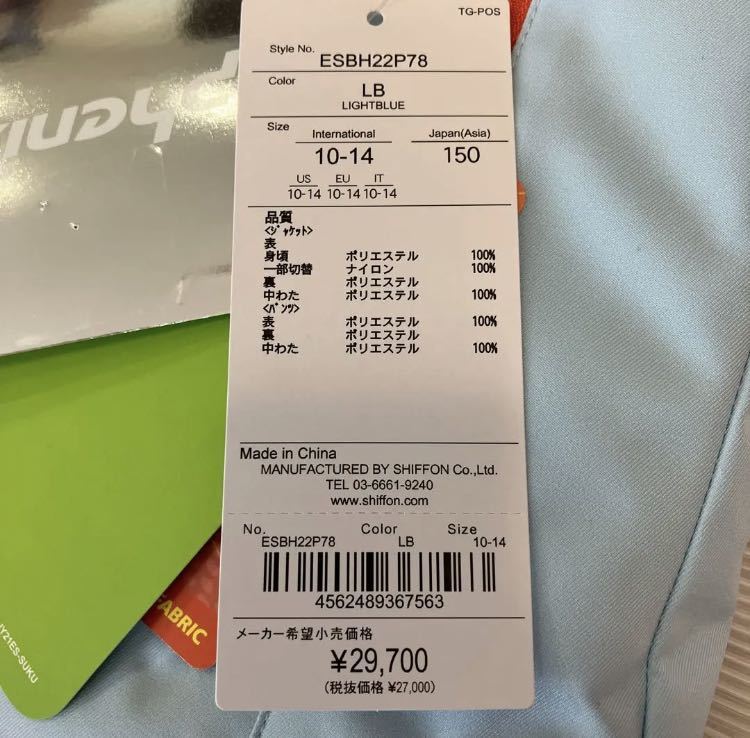 TG-POS
Style No. ESBH22P78
Color LB
LIGHTBLUE
Size International Japan(Asia)
10-14 150
US EU IT
10-14 10-14 10-14
品質
<ｼﾞｬｹｯﾄ>
表
身頃 ポリエステル 100%
一部切替 ナイロン 100%
裏 ポリエステル
中わた ポリエステル 100%
<ﾊﾟﾝﾂ>
表 ポリエステル 100%
裏 ポリエステル
中わた ポリエステル 100%
Made in China
MANUFACTURED BY SHIFFON Co.,Ltd.
TEL 03-6661-9240
www.shiffon.com
No. Color Size
ESBH22P78 LB 10-14
4562489367563
メーカー希望小売価格
¥29,700
(税抜価格 ¥27,000)
FABRIC
Y21ES-SUKU